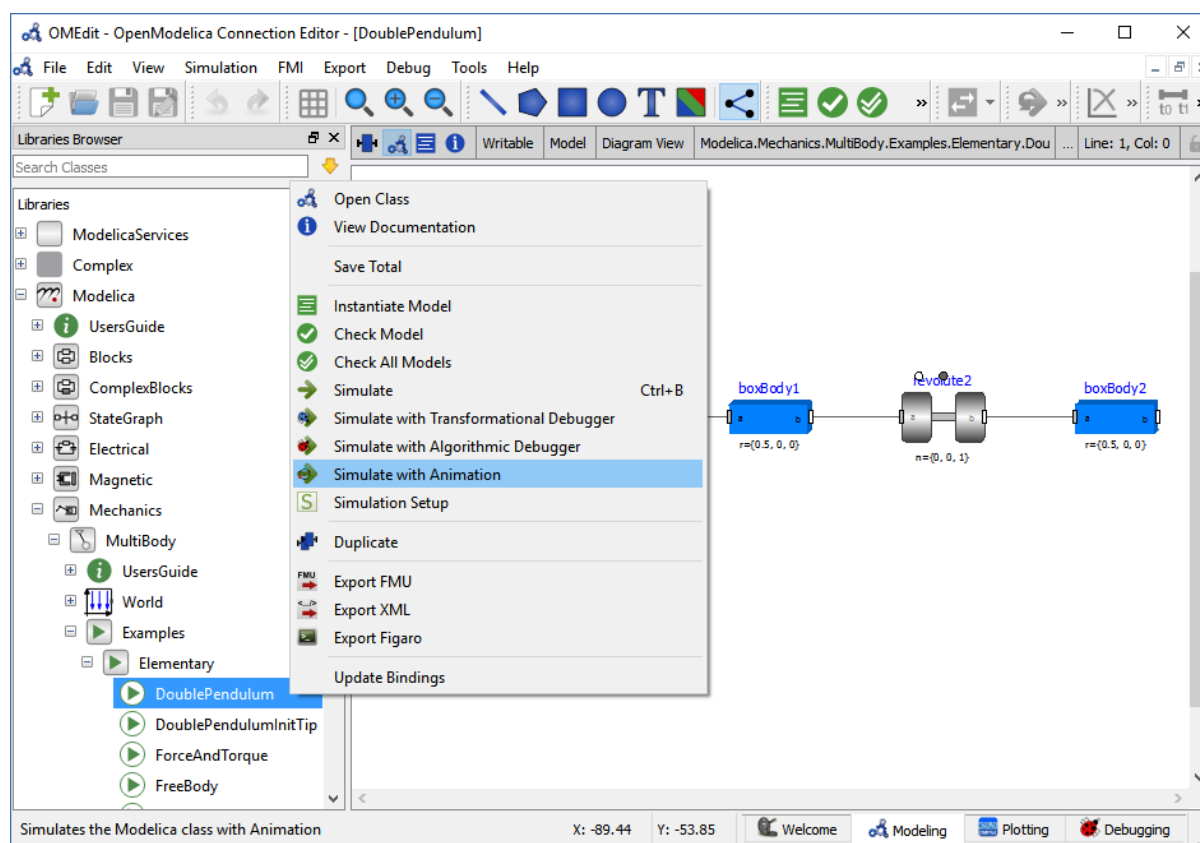 OMEdit - OpenModelica Connection Editor - [DoublePendulum]
File Edit View Simulation FMI Export Debug Tools Help
T » » » to t1
Libraries Browser
Writable Model Diagram View Modelica.Mechanics.MultiBody.Examples.Elementary.Dou ... Line: 1, Col: 0
Search Classes
Libraries
ModelicaServices
Complex
Modelica
UsersGuide
Blocks
ComplexBlocks
StateGraph
Electrical
Magnetic
Mechanics
MultiBody
UsersGuide
World
Examples
Elementary
DoublePendulum
DoublePendulumInitTip
ForceAndTorque
FreeBody
Open Class
View Documentation
Save Total
Instantiate Model
Check Model
Check All Models
Simulate Ctrl+B
Simulate with Transformational Debugger
Simulate with Algorithmic Debugger
Simulate with Animation
S Simulation Setup
Duplicate
FMU Export FMU
Export XML
Export Figaro
Update Bindings
boxBody1 revolute2 boxBody2
a b a b a b
r={0.5, 0, 0} n={0, 0, 1} r={0.5, 0, 0}
Simulates the Modelica class with Animation X: -89.44 Y: -53.85 Welcome Modeling Plotting Debugging